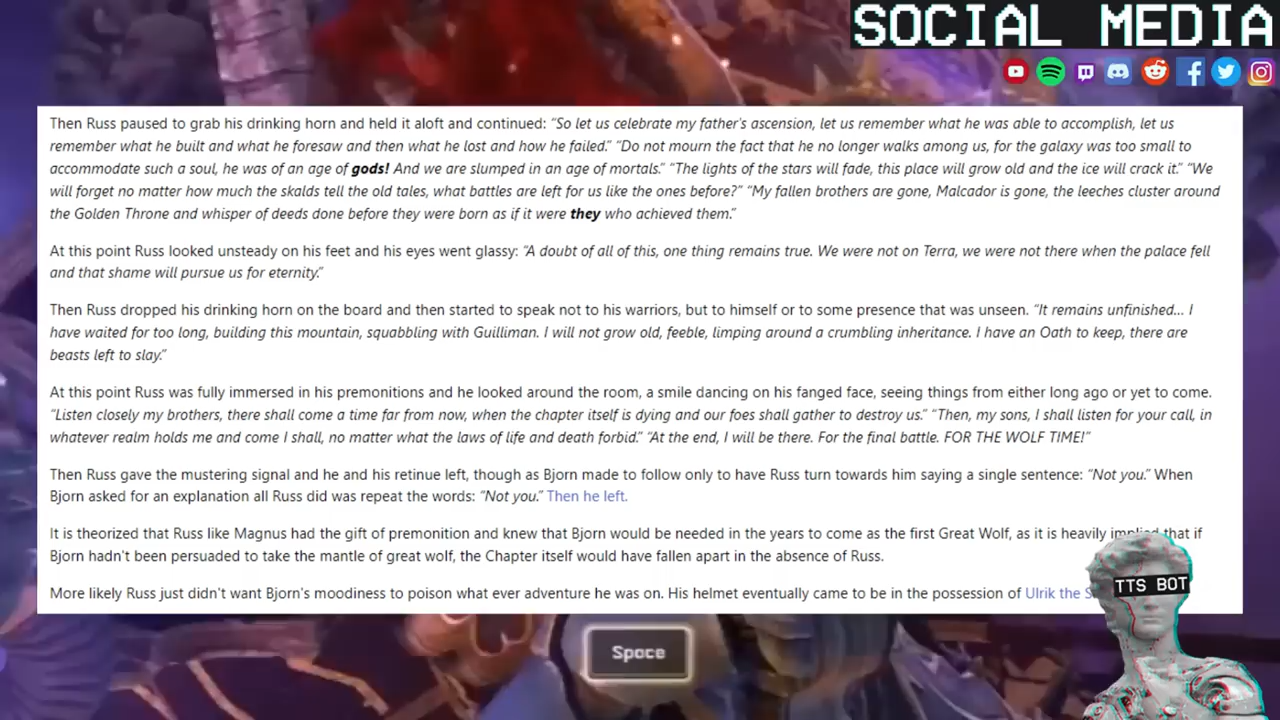 SOCIAL MEDIA
Then Russ paused to grab his drinking horn and held it aloft and continued: “So let us celebrate my father's ascension, let us remember what he was able to accomplish, let us
remember what he built and what he foresaw and then what he lost and how he failed.” “Do not mourn the fact that he no longer walks among us, for the galaxy was too small to
accommodate such a soul, he was of an age of gods! And we are slumped in an age of mortals.” “The lights of the stars will fade, this place will grow old and the ice will crack it.” “We
will forget no matter how much the skalds tell the old tales, what battles are left for us like the ones before?” “My fallen brothers are gone, Malcador is gone, the leeches cluster around
the Golden Throne and whisper of deeds done before they were born as if it were they who achieved them.”
At this point Russ looked unsteady on his feet and his eyes went glassy: “A doubt of all of this, one thing remains true. We were not on Terra, we were not there when the palace fell
and that shame will pursue us for eternity.”
Then Russ dropped his drinking horn on the board and then started to speak not to his warriors, but to himself or to some presence that was unseen. “It remains unfinished... I
have waited for too long, building this mountain, squabbling with Guilliman. I will not grow old, feeble, limping around a crumbling inheritance. I have an Oath to keep, there are
beasts left to slay.”
At this point Russ was fully immersed in his premonitions and he looked around the room, a smile dancing on his fanged face, seeing things from either long ago or yet to come.
“Listen closely my brothers, there shall come a time far from now, when the chapter itself is dying and our foes shall gather to destroy us.” “Then, my sons, I shall listen for your call, in
whatever realm holds me and come I shall, no matter what the laws of life and death forbid.” “At the end, I will be there. For the final battle. FOR THE WOLF TIME!”
Then Russ gave the mustering signal and he and his retinue left, though as Bjorn made to follow only to have Russ turn towards him saying a single sentence: “Not you.” When
Bjorn asked for an explanation all Russ did was repeat the words: “Not you.” Then he left.
It is theorized that Russ like Magnus had the gift of premonition and knew that Bjorn would be needed in the years to come as the first Great Wolf, as it is heavily implied that if
Bjorn hadn't been persuaded to take the mantle of great wolf, the Chapter itself would have fallen apart in the absence of Russ.
More likely Russ just didn't want Bjorn's moodiness to poison what ever adventure he was on. His helmet eventually came to be in the possession of Ulrik the
TTS BOT
Space